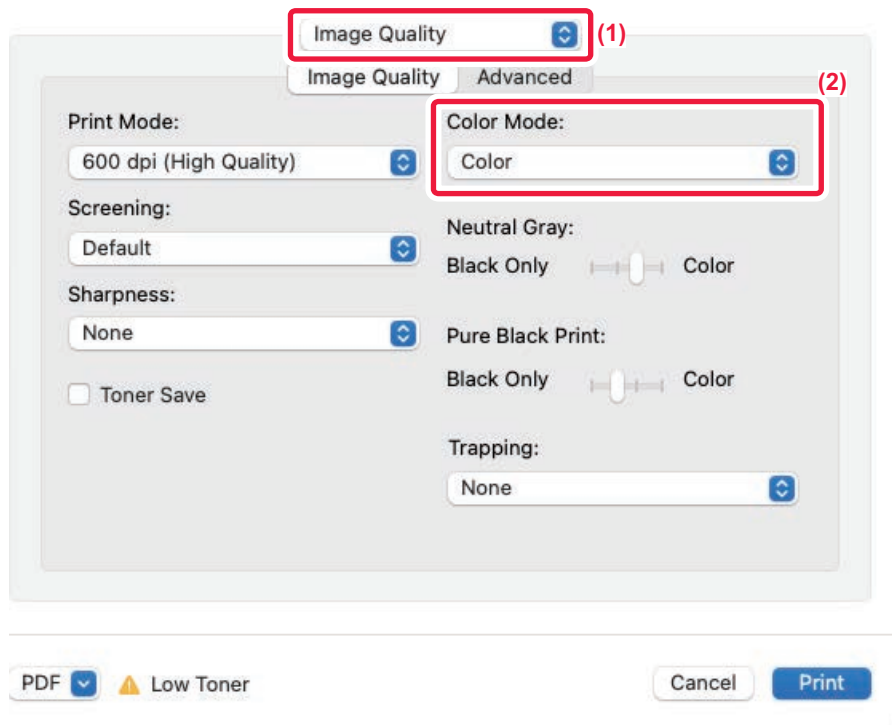 Image Quality
(1)
Image Quality
Advanced
(2)
Print Mode:
600 dpi (High Quality)
Screening:
Default
Sharpness:
None
Toner Save
Color Mode:
Color
Neutral Gray:
Black Only Color
Pure Black Print:
Black Only Color
Trapping:
None
PDF
Low Toner
Cancel
Print